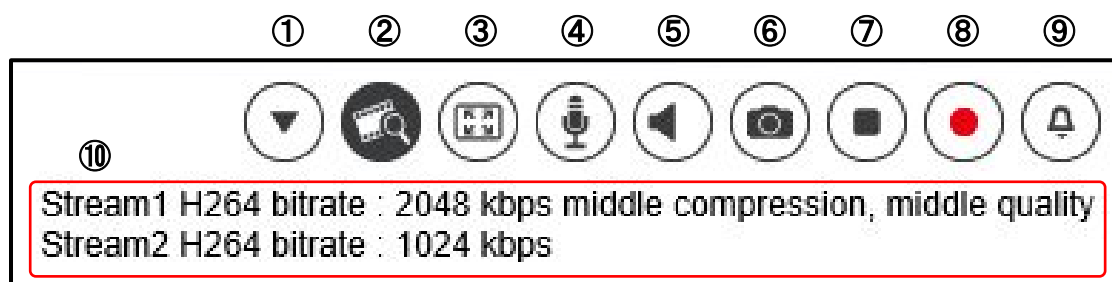 ① ② ③ ④ ⑤ ⑥ ⑦ ⑧ ⑨
⑩
Stream1 H264 bitrate : 2048 kbps middle compression, middle quality
Stream2 H264 bitrate : 1024 kbps